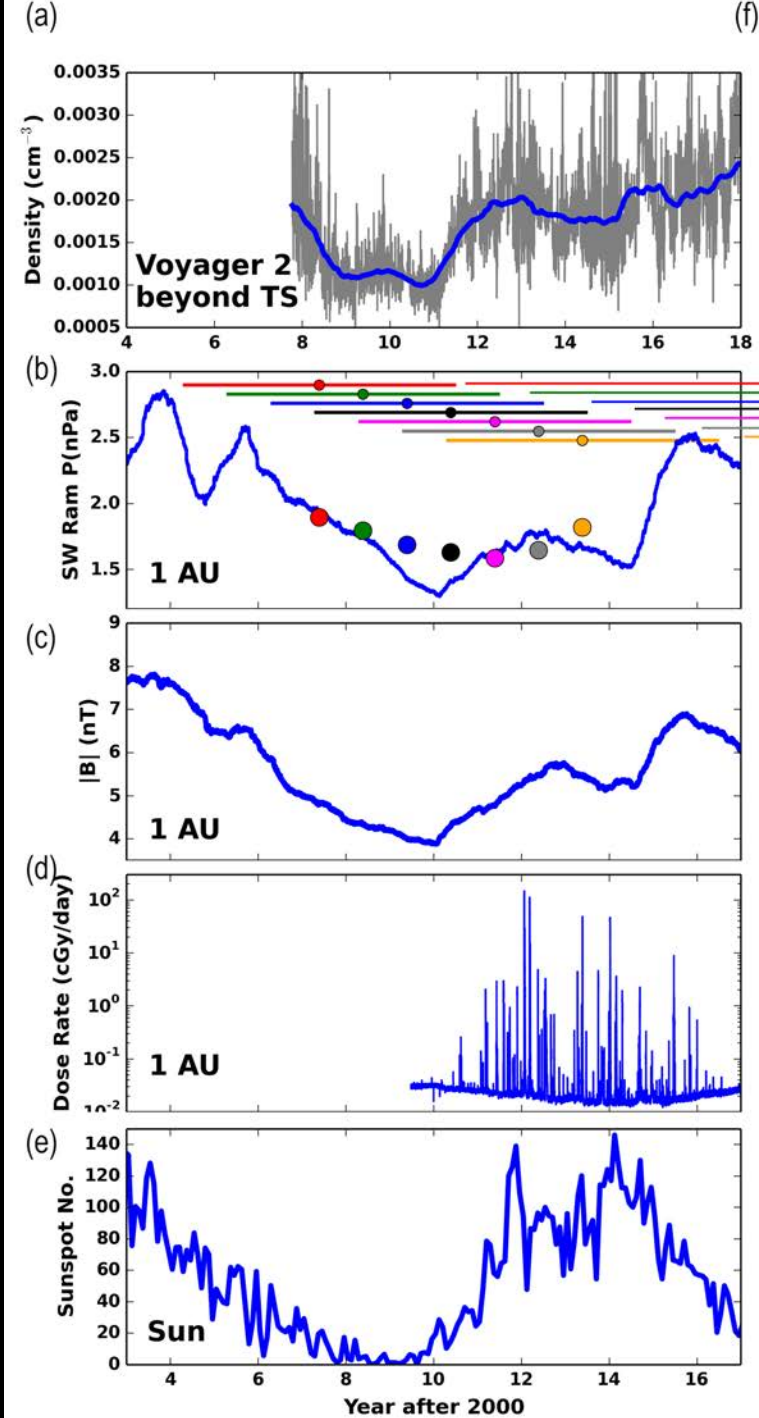 (a)
(f)
Density (cm⁻³)
0.0035
0.0030
0.0025
0.0020
0.0015
0.0010
0.0005
Voyager 2
beyond TS
4 6 8 10 12 14 16 18
(b)
SW Ram P(nPa)
3.0
2.5
2.0
1.5
1 AU
(c)
|B| (nT)
9
8
7
6
5
4
1 AU
(d)
Dose Rate (cGy/day)
10²
10¹
10⁰
10⁻¹
10⁻²
1 AU
(e)
Sunspot No.
140
120
100
80
60
40
20
0
Sun
4 6 8 10 12 14 16
Year after 2000